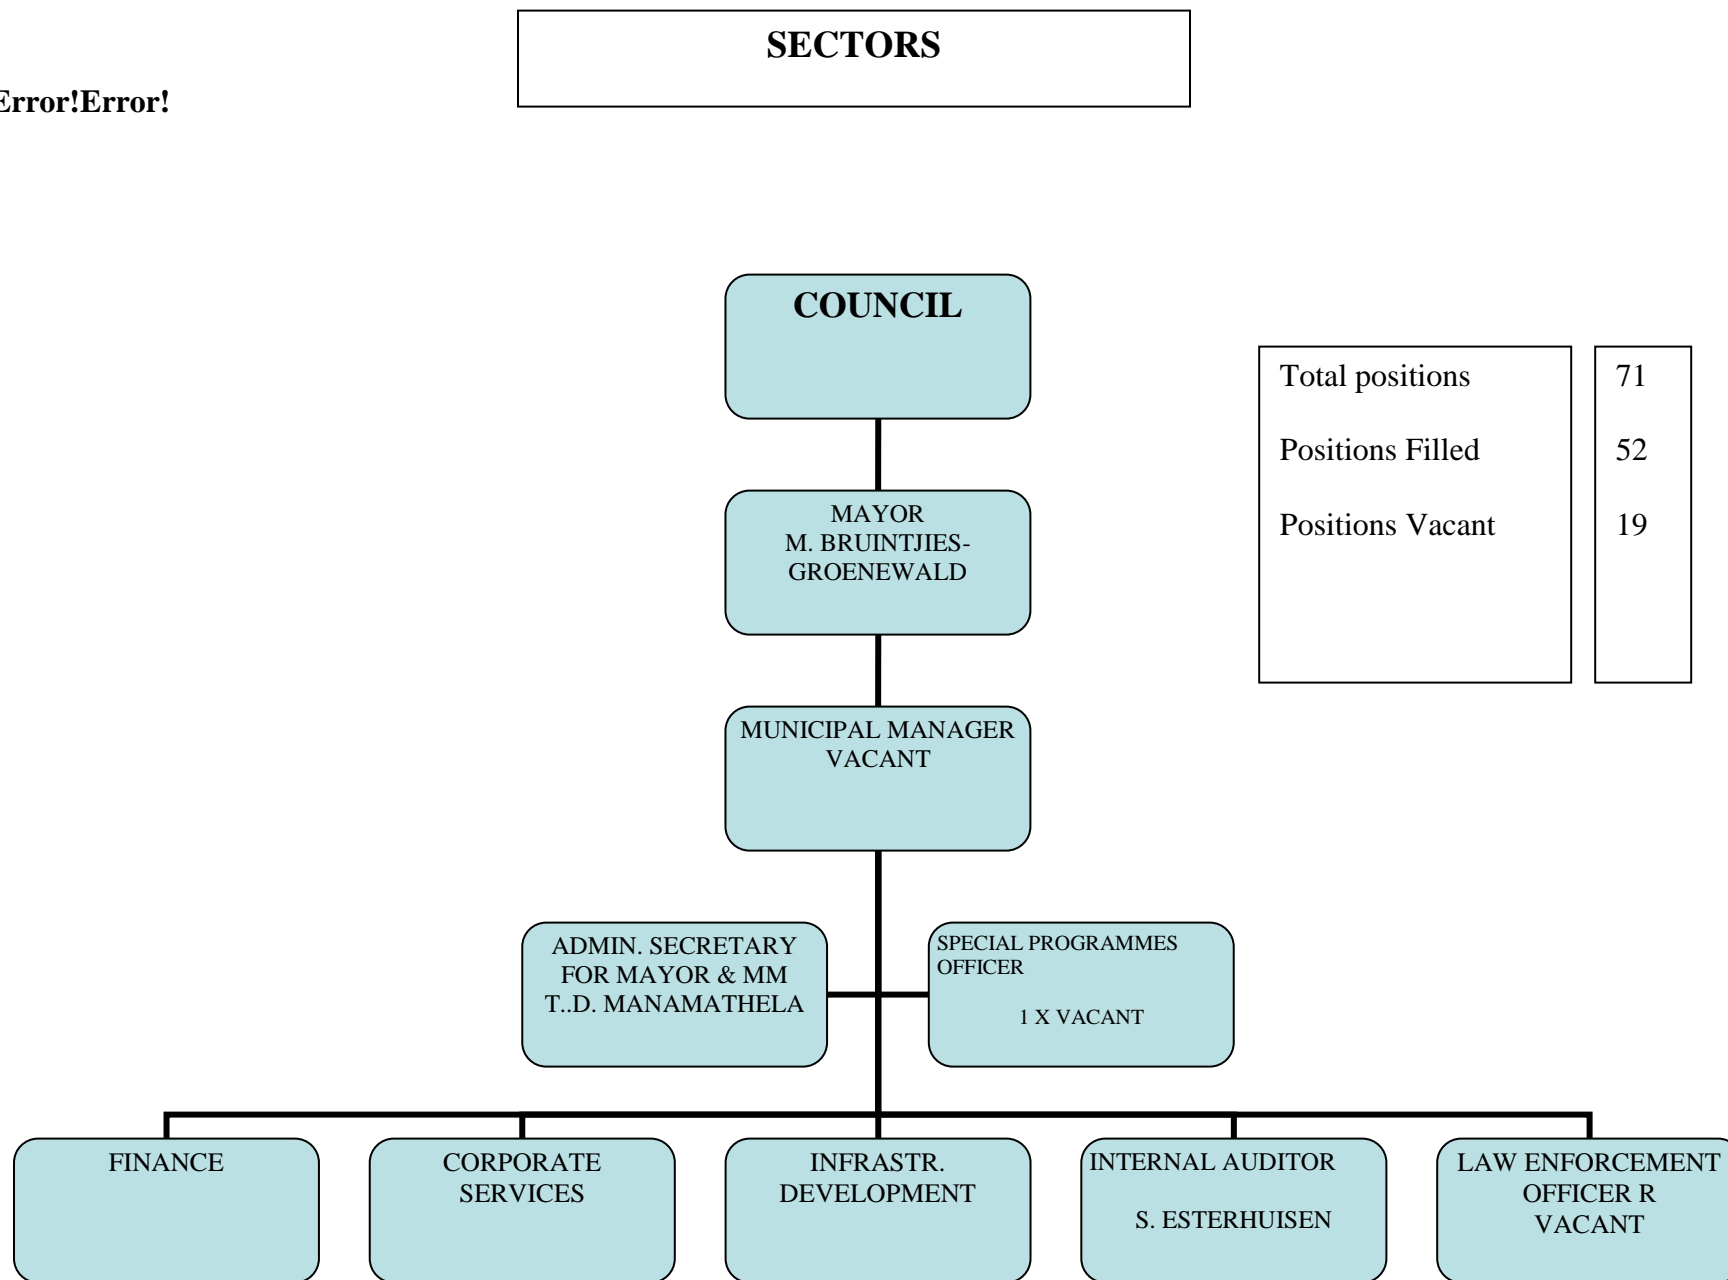 SECTORS
Error!Error!
COUNCIL
Total positions 71
Positions Filled 52
Positions Vacant 19
MAYOR
M. BRUINTJIES-
GROENEWALD
MUNICIPAL MANAGER
VACANT
ADMIN. SECRETARY
FOR MAYOR & MM
T..D. MANAMATHELA
SPECIAL PROGRAMMES
OFFICER
1 X VACANT
FINANCE
CORPORATE
SERVICES
INFRASTR.
DEVELOPMENT
INTERNAL AUDITOR
S. ESTERHUISEN
LAW ENFORCEMENT
OFFICER R
VACANT